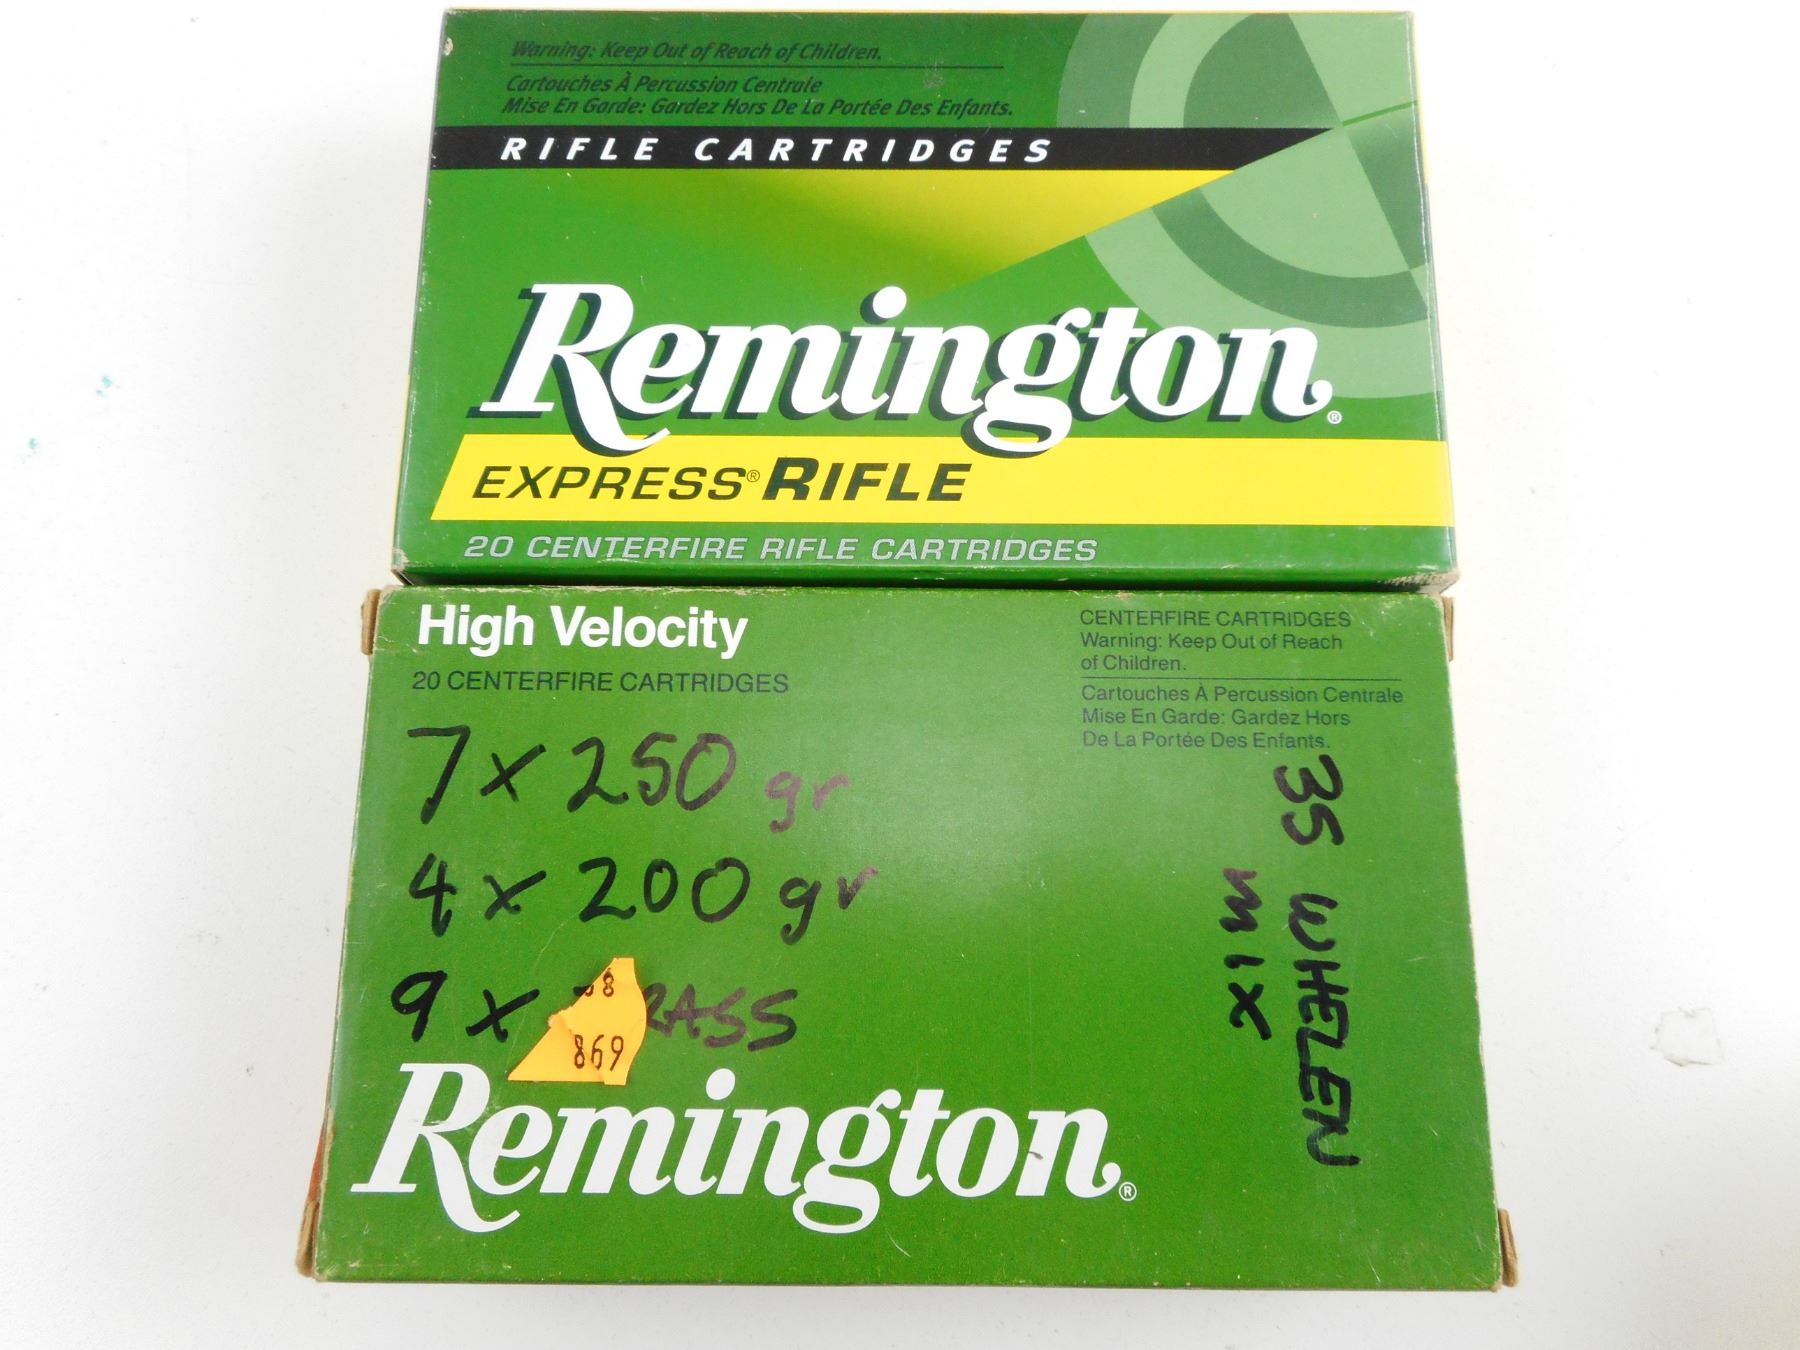 Warning: Keep Out of Reach of Children.
Cartouches À Percussion Centrale
Mise En Garde: Gardez Hors De La Portée Des Enfants.
RIFLE CARTRIDGES
Remington®
EXPRESS® RIFLE
20 CENTERFIRE RIFLE CARTRIDGES
High Velocity
20 CENTERFIRE CARTRIDGES
CENTERFIRE CARTRIDGES
Warning: Keep Out of Reach
of Children.
Cartouches À Percussion Centrale
Mise En Garde: Gardez Hors
De La Portée Des Enfants.
7 x 250 gr
4 x 200 gr
9 x
869
35 WHELEN
MIX
Remington®